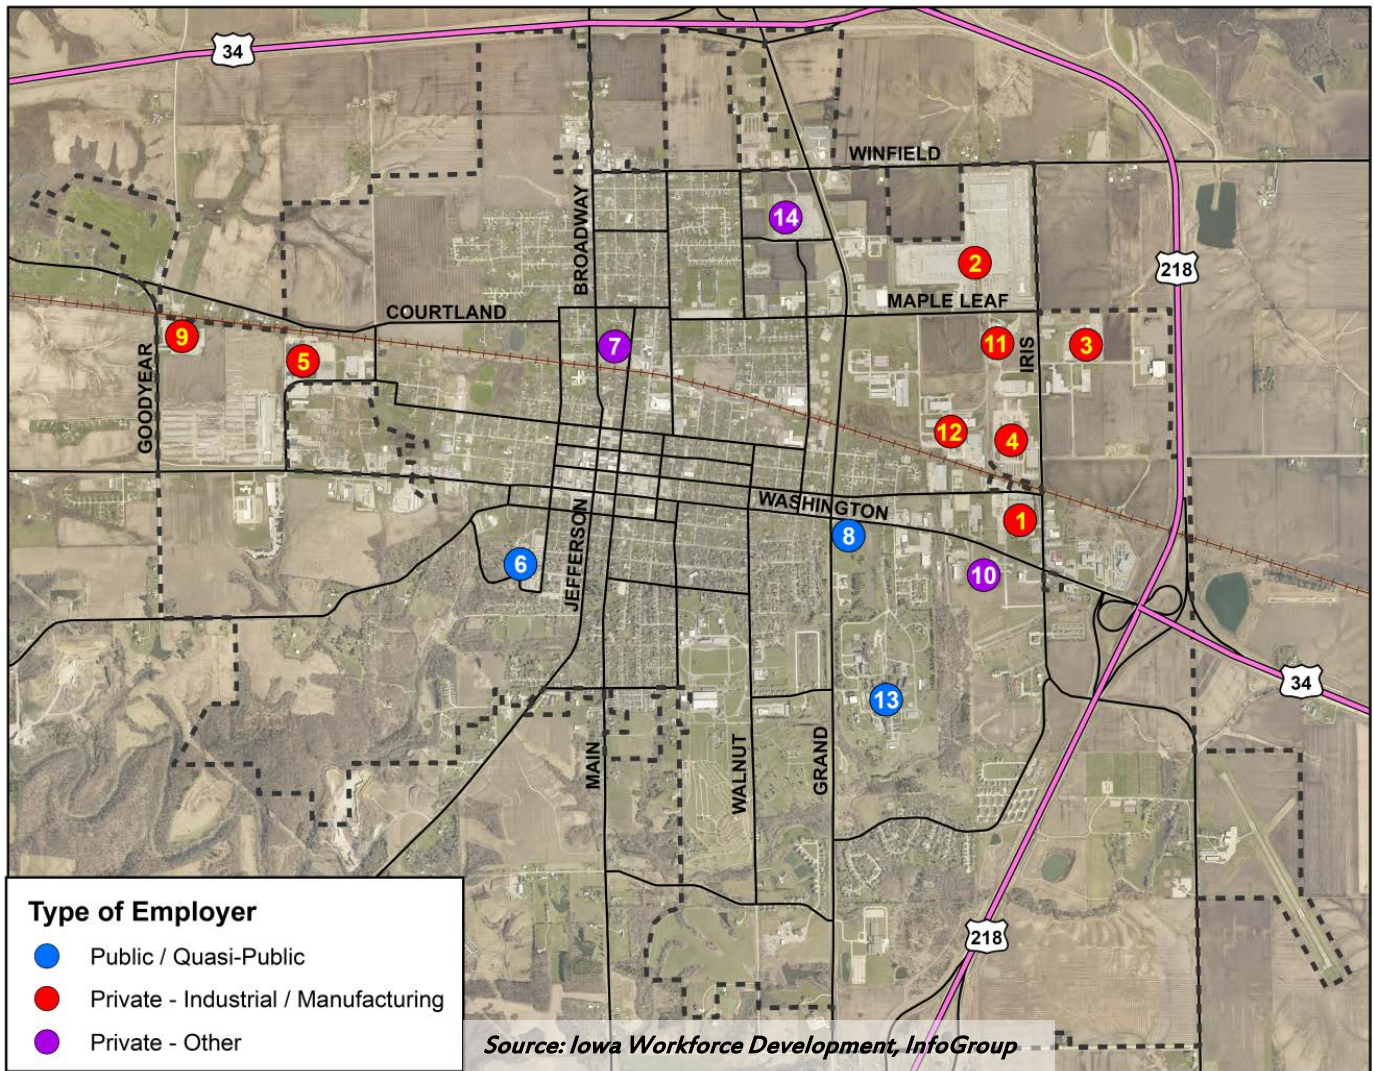 34
WINFIELD
BROADWAY
14
218
2
MAPLE LEAF
COURTLAND
9
GOODYEAR
5
7
11
IRIS
3
12
4
WASHINGTON
1
8
6
JEFFERSON
10
34
13
MAIN
WALNUT
GRAND
218
Type of Employer
Public / Quasi-Public
Private - Industrial / Manufacturing
Private - Other
Source: Iowa Workforce Development, InfoGroup